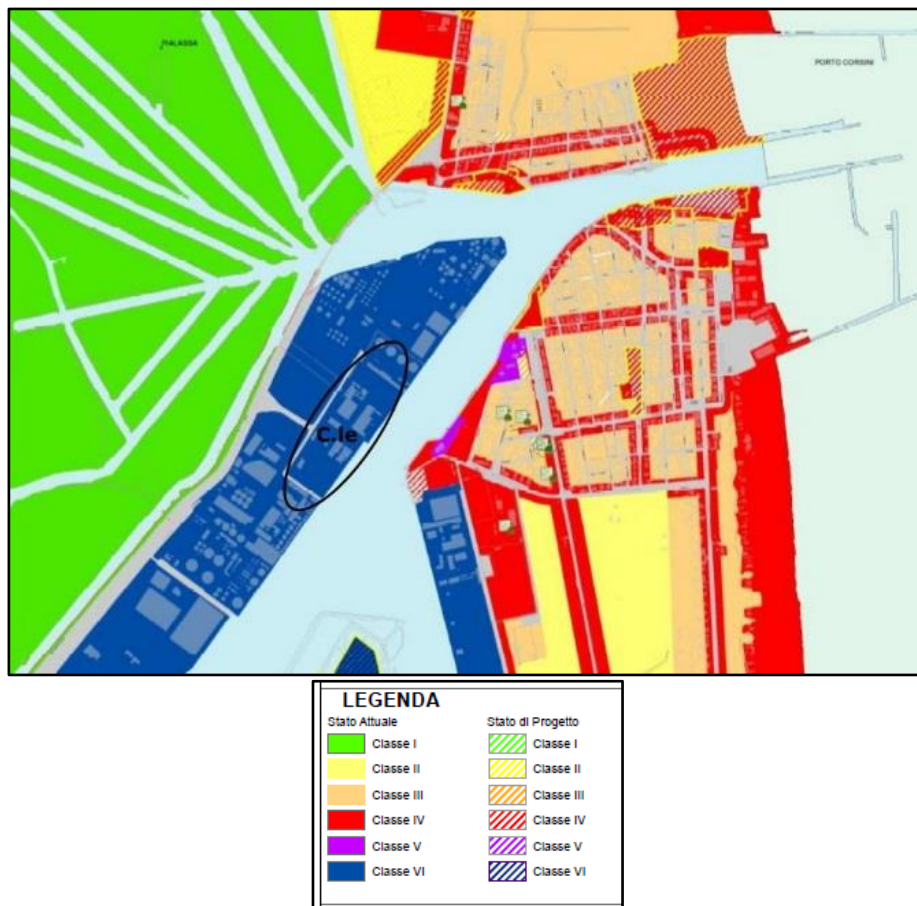 PIALASSA
PORTO CORSINI
C.le
LEGENDA
Stato Attuale Stato di Progetto
Classe I Classe I
Classe II Classe II
Classe III Classe III
Classe IV Classe IV
Classe V Classe V
Classe VI Classe VI